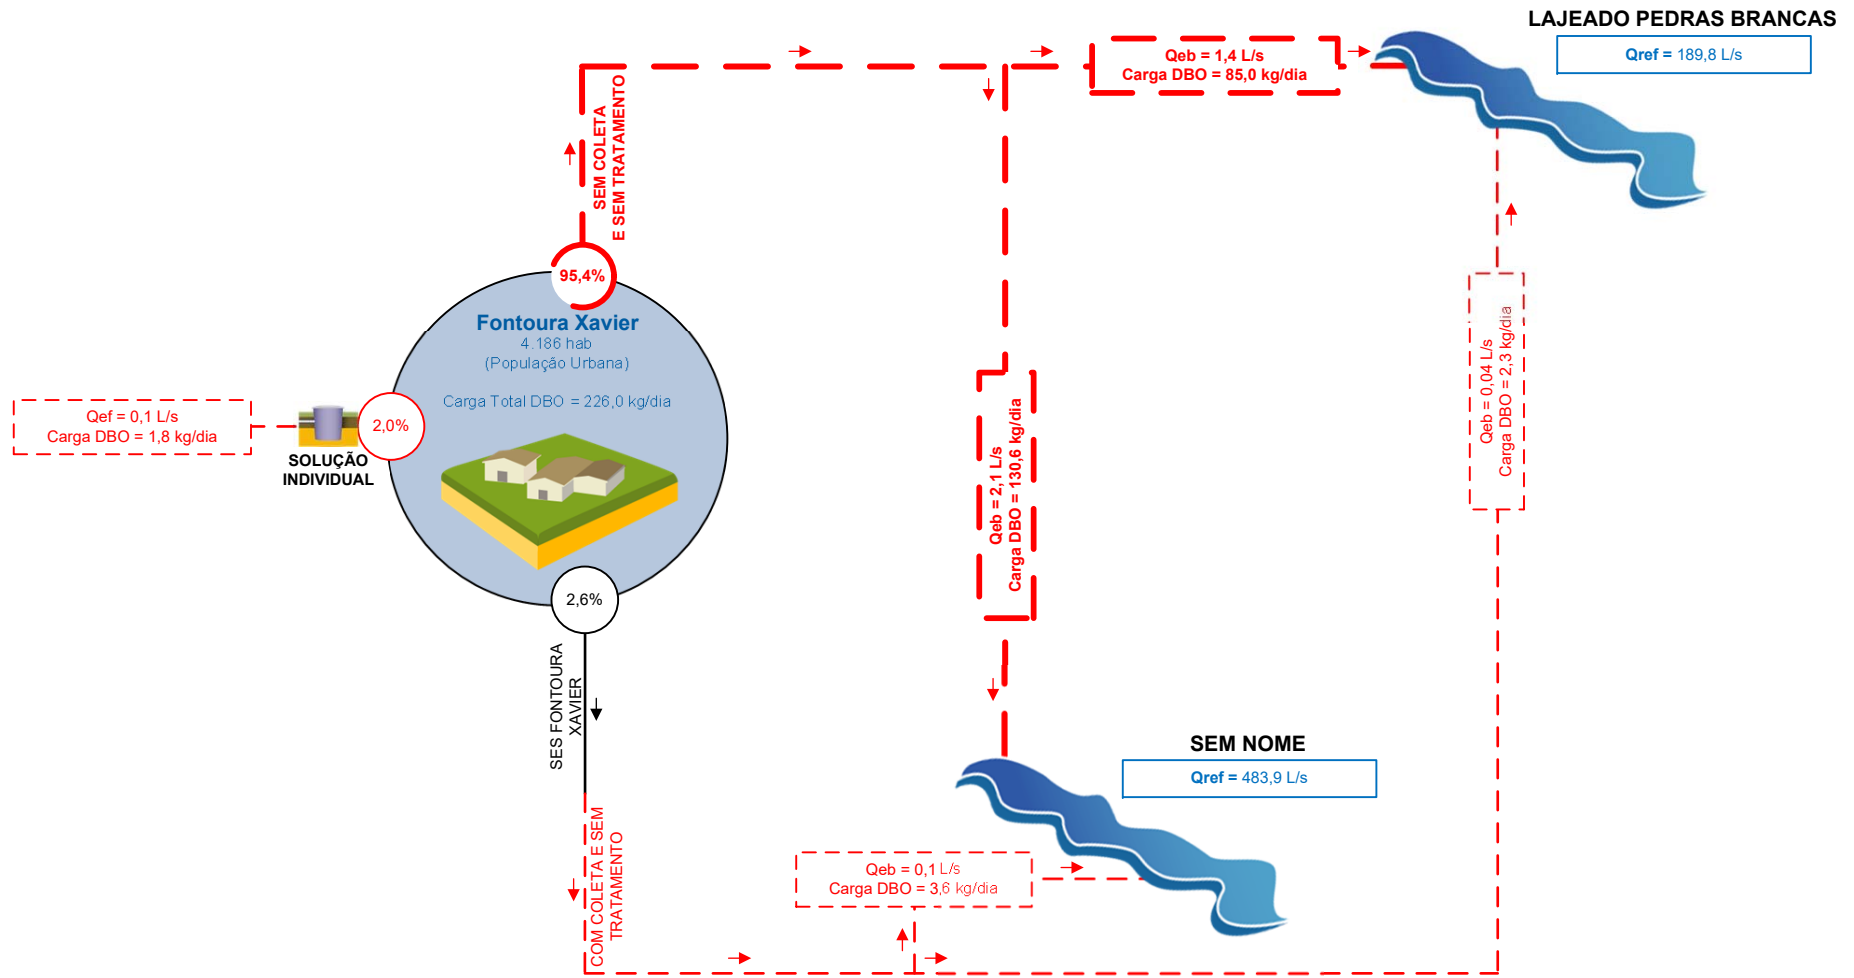 LAJEADO PEDRAS BRANCAS
Qref = 189,8 L/s
Qeb = 1,4 L/s
Carga DBO = 85,0 kg/dia
SEM COLETA
E SEM TRATAMENTO
95,4%
Fontoura Xavier
4.186 hab
(População Urbana)
Carga Total DBO = 226,0 kg/dia
Qef = 0,1 L/s
Carga DBO = 1,8 kg/dia
2,0%
SOLUÇÃO
INDIVIDUAL
Qeb = 2,1 L/s
Carga DBO = 130,6 kg/dia
Qeb = 0,04 L/s
Carga DBO = 2,3 kg/dia
2,6%
SES FONTOURA
XAVIER
SEM NOME
Qref = 483,9 L/s
COM COLETA E SEM
TRATAMENTO
Qeb = 0,1 L/s
Carga DBO = 3,6 kg/dia